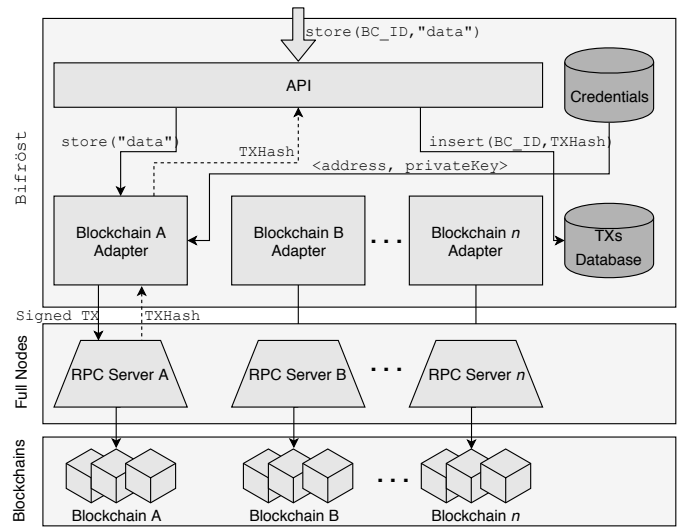 store(BC_ID,"data")
API
Credentials
store("data")
TXHash
insert(BC_ID,TXHash)
<address, privateKey>
Bifröst
Blockchain A
Adapter
Blockchain B
Adapter
...
Blockchain n
Adapter
TXs
Database
Signed TX
TXHash
Full Nodes
RPC Server A
RPC Server B
...
RPC Server n
Blockchains
...
Blockchain A
Blockchain B
Blockchain n